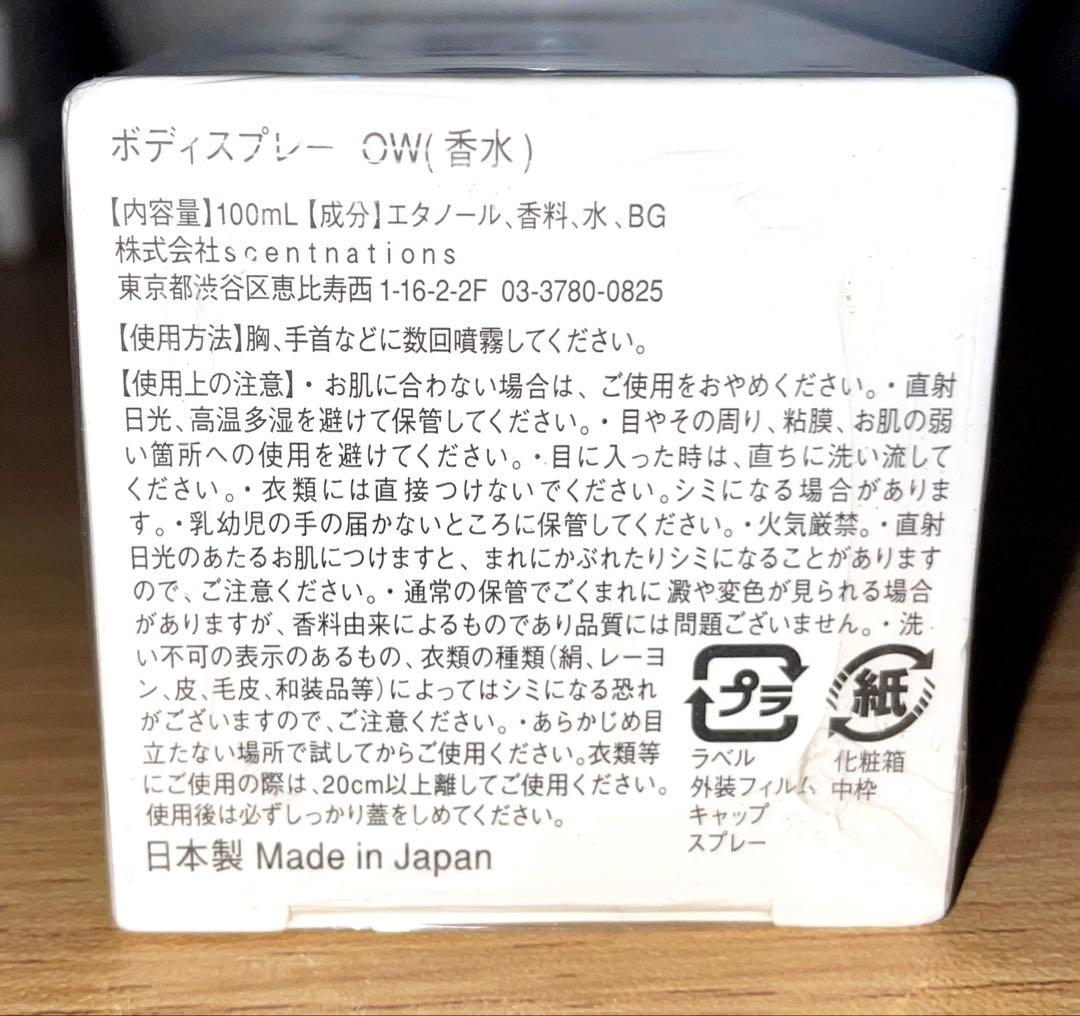 ボディスプレー OW(香水)
【内容量】100mL【成分】エタノール、香料、水、BG
株式会社scentnations
東京都渋谷区恵比寿西1-16-2-2F 03-3780-0825
【使用方法】胸、手首などに数回噴霧してください。
【使用上の注意】・お肌に合わない場合は、ご使用をおやめください。・直射
日光、高温多湿を避けて保管してください。・目やその周り、粘膜、お肌の弱
い箇所への使用を避けてください。・目に入った時は、直ちに洗い流して
ください。・衣類には直接つけないでください。シミになる場合がありま
す。・乳幼児の手の届かないところに保管してください。・火気厳禁。・直射
日光のあたるお肌につけますと、まれにかぶれたりシミになることがあります
ので、ご注意ください。・通常の保管でごくまれに澱や変色が見られる場合
がありますが、香料由来によるものであり品質には問題ございません。・洗
い不可の表示のあるもの、衣類の種類(絹、レーヨ
ン、皮、毛皮、和装品等)によってはシミになる恐れ
がございますので、ご注意ください。・あらかじめ目
立たない場所で試してからご使用ください。衣類等
にご使用の際は、20cm以上離してご使用ください。
使用後は必ずしっかり蓋をしめてください。
日本製 Made in Japan
プラ
ラベル
外装フィルム
キャップ
スプレー
紙
化粧箱
中枠